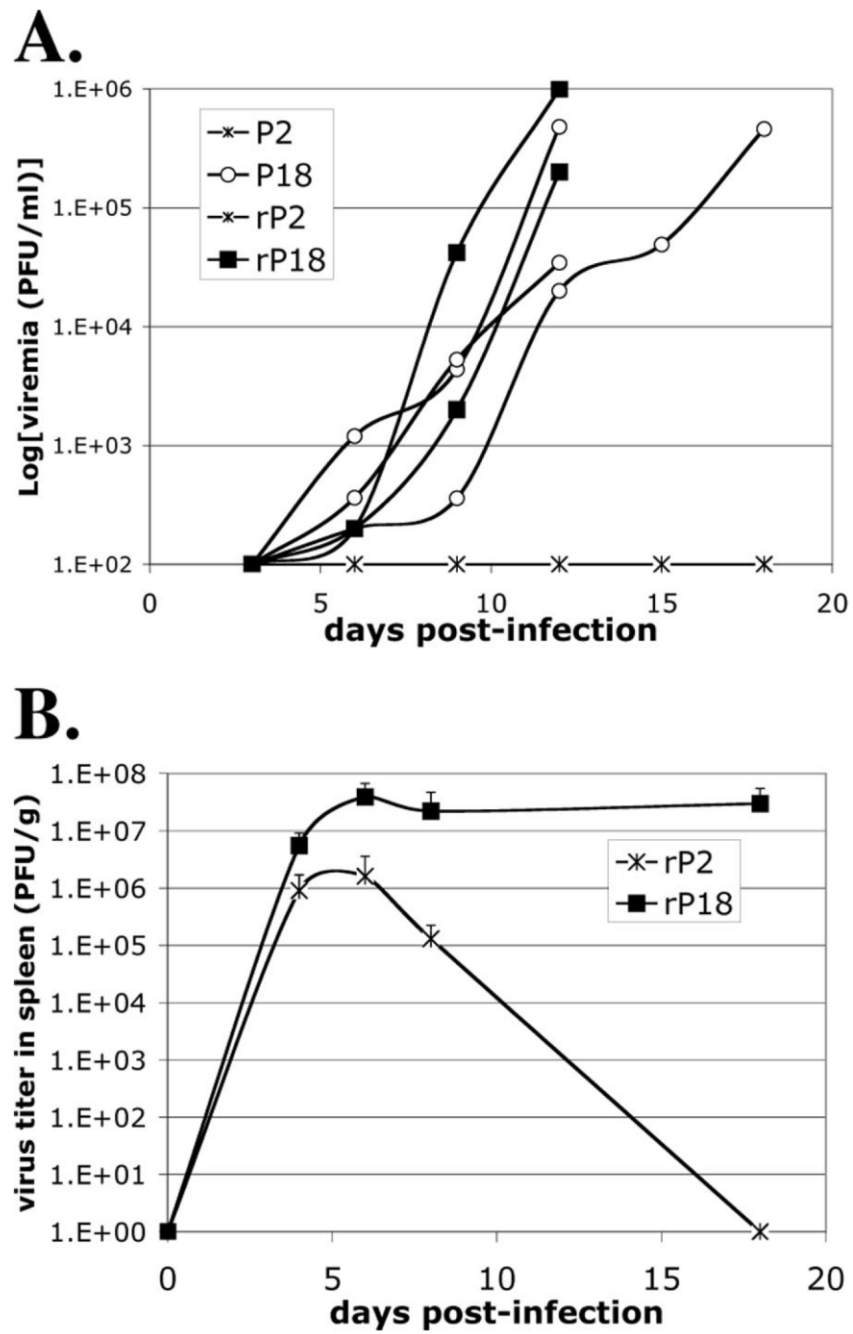 A.
Log[viremia (PFU/ml)]
1.E+06
1.E+05
1.E+04
1.E+03
1.E+02
P2
P18
rP2
rP18
0 5 10 15 20
days post-infection
B.
virus titer in spleen (PFU/g)
1.E+08
1.E+07
1.E+06
1.E+05
1.E+04
1.E+03
1.E+02
1.E+01
1.E+00
rP2
rP18
0 5 10 15 20
days post-infection